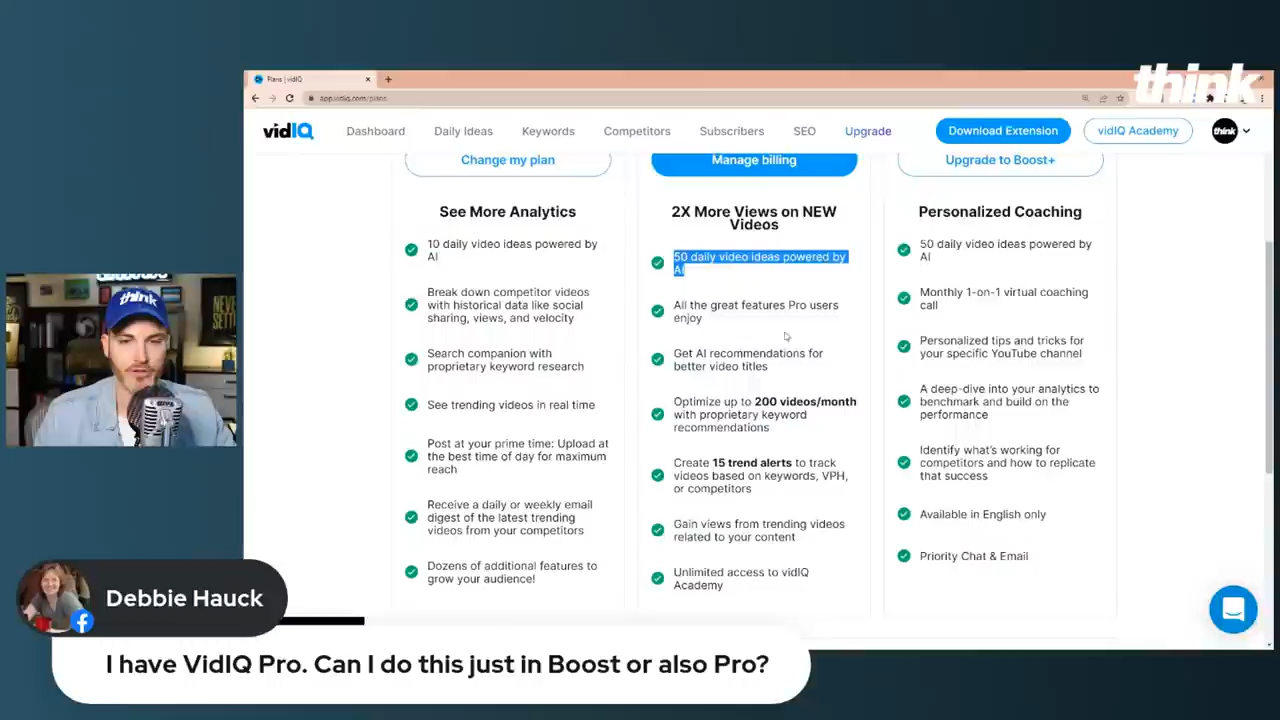 think
Plans | vidIQ
app.vidiq.com/plans
vidIQ
Dashboard
Daily Ideas
Keywords
Competitors
Subscribers
SEO
Upgrade
Download Extension
vidIQ Academy
think
Change my plan
Manage billing
Upgrade to Boost+
See More Analytics
10 daily video ideas powered by
AI
Break down competitor videos
with historical data like social
sharing, views, and velocity
Search companion with
proprietary keyword research
See trending videos in real time
Post at your prime time: Upload at
the best time of day for maximum
reach
Receive a daily or weekly email
digest of the latest trending
videos from your competitors
Dozens of additional features to
grow your audience!
2X More Views on NEW
Videos
50 daily video ideas powered by
AI
All the great features Pro users
enjoy
Get AI recommendations for
better video titles
Optimize up to 200 videos/month
with proprietary keyword
recommendations
Create 15 trend alerts to track
videos based on keywords, VPH,
or competitors
Gain views from trending videos
related to your content
Unlimited access to vidIQ
Academy
Personalized Coaching
50 daily video ideas powered by
AI
Monthly 1-on-1 virtual coaching
call
Personalized tips and tricks for
your specific YouTube channel
A deep-dive into your analytics to
benchmark and build on the
performance
Identify what's working for
competitors and how to replicate
that success
Available in English only
Priority Chat & Email
think
Debbie Hauck
I have VidIQ Pro. Can I do this just in Boost or also Pro?